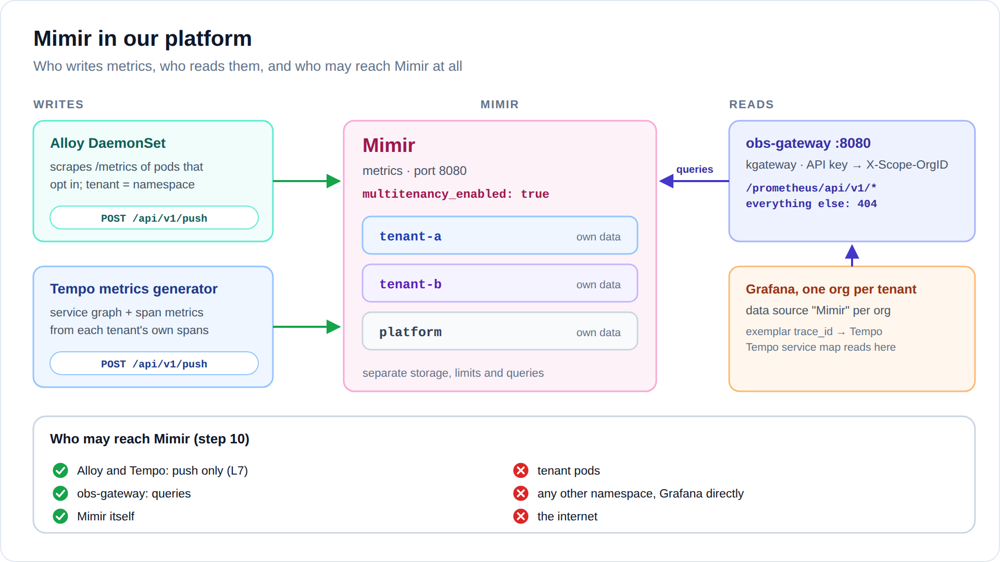 Mimir in our platform
Who writes metrics, who reads them, and who may reach Mimir at all
WRITES
Alloy DaemonSet
scrapes /metrics of pods that
opt in; tenant = namespace
POST /api/v1/push
Tempo metrics generator
service graph + span metrics
from each tenant's own spans
POST /api/v1/push
MIMIR
Mimir
metrics · port 8080
multitenancy_enabled: true
tenant-a own data
tenant-b own data
platform own data
separate storage, limits and queries
queries
READS
obs-gateway :8080
kgateway · API key → X-Scope-OrgID
/prometheus/api/v1/*
everything else: 404
Grafana, one org per tenant
data source "Mimir" per org
exemplar trace_id → Tempo
Tempo service map reads here
Who may reach Mimir (step 10)
Alloy and Tempo: push only (L7)
obs-gateway: queries
Mimir itself
tenant pods
any other namespace, Grafana directly
the internet